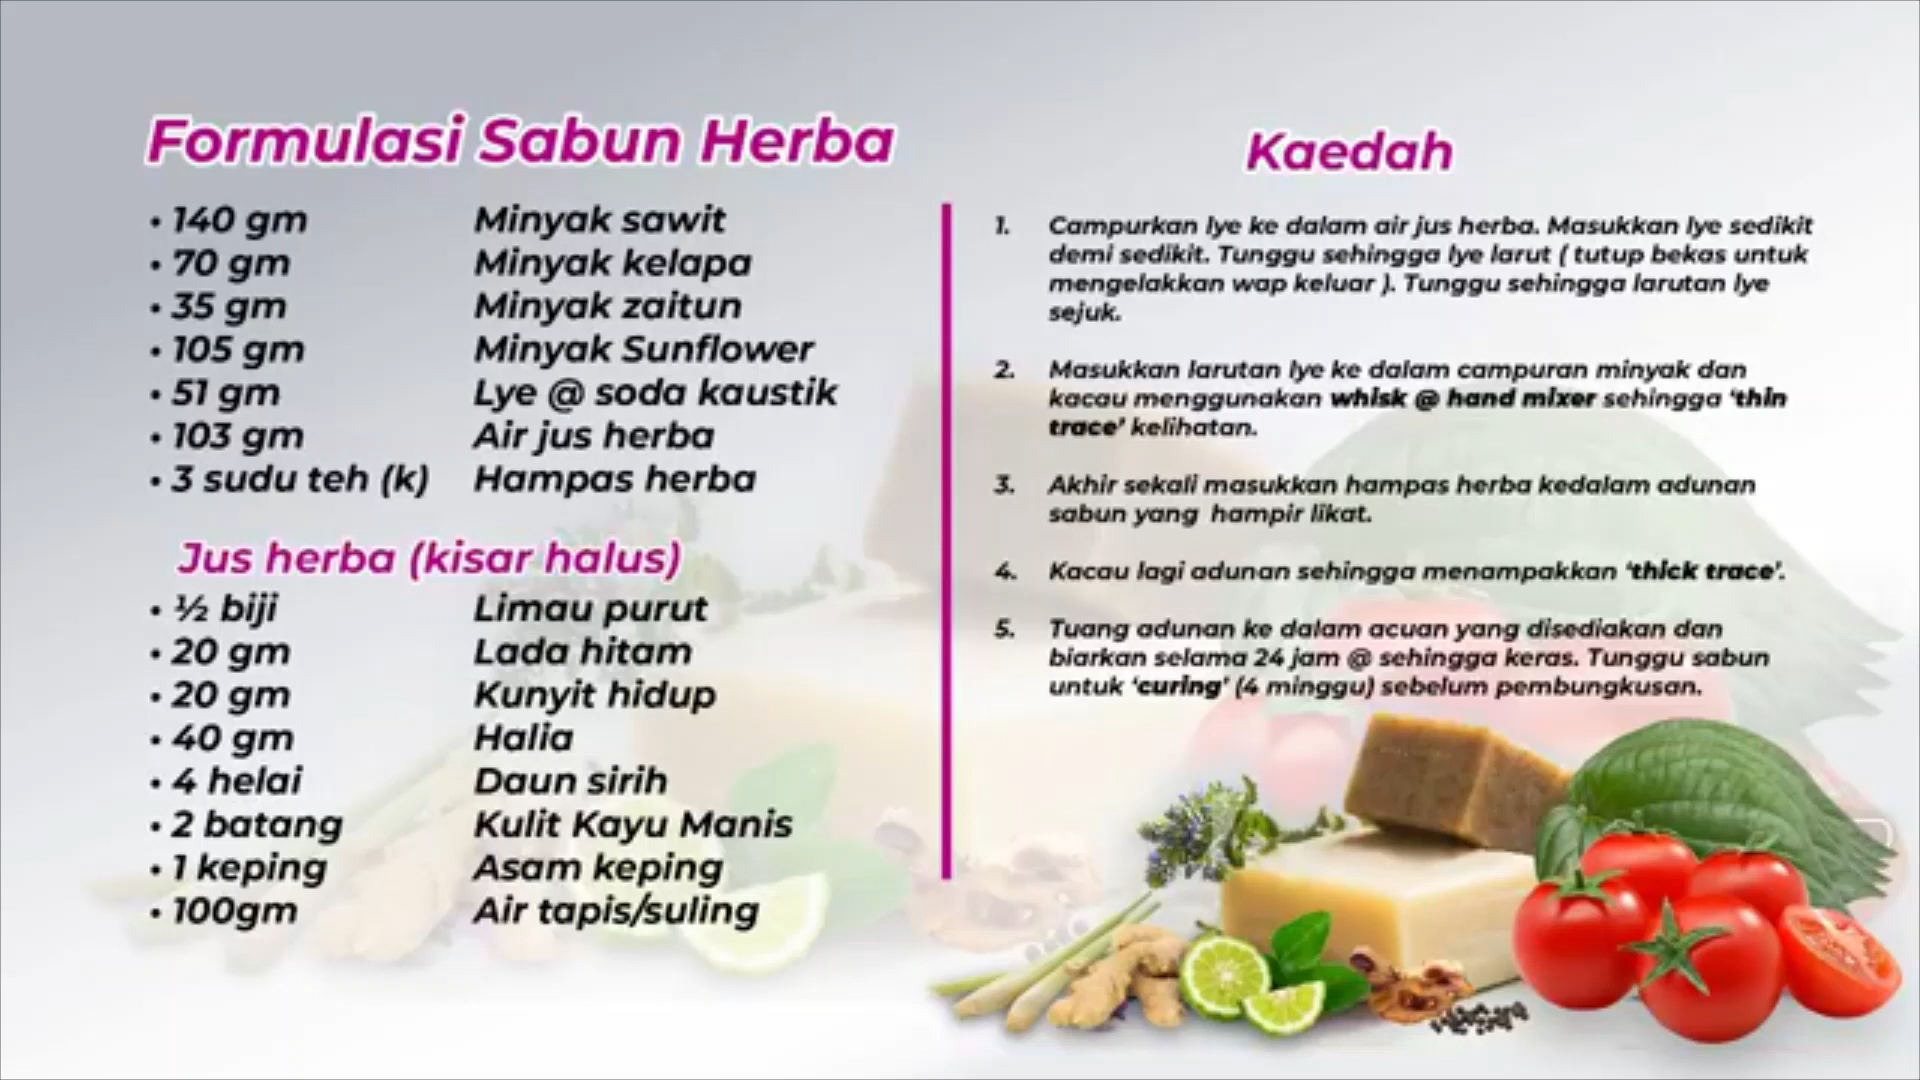 Formulasi Sabun Herba
• 140 gm Minyak sawit
• 70 gm Minyak kelapa
• 35 gm Minyak zaitun
• 105 gm Minyak Sunflower
• 51 gm Lye @ soda kaustik
• 103 gm Air jus herba
• 3 sudu teh (k) Hampas herba
Jus herba (kisar halus)
• ½ biji Limau purut
• 20 gm Lada hitam
• 20 gm Kunyit hidup
• 40 gm Halia
• 4 helai Daun sirih
• 2 batang Kulit Kayu Manis
• 1 keping Asam keping
• 100gm Air tapis/suling
Kaedah
1. Campurkan lye ke dalam air jus herba. Masukkan lye sedikit
demi sedikit. Tunggu sehingga lye larut ( tutup bekas untuk
mengelakkan wap keluar ). Tunggu sehingga larutan lye
sejuk.
2. Masukkan larutan lye ke dalam campuran minyak dan
kacau menggunakan whisk @ hand mixer sehingga ‘thin
trace’ kelihatan.
3. Akhir sekali masukkan hampas herba kedalam adunan
sabun yang hampir likat.
4. Kacau lagi adunan sehingga menampakkan ‘thick trace’.
5. Tuang adunan ke dalam acuan yang disediakan dan
biarkan selama 24 jam @ sehingga keras. Tunggu sabun
untuk ‘curing’ (4 minggu) sebelum pembungkusan.